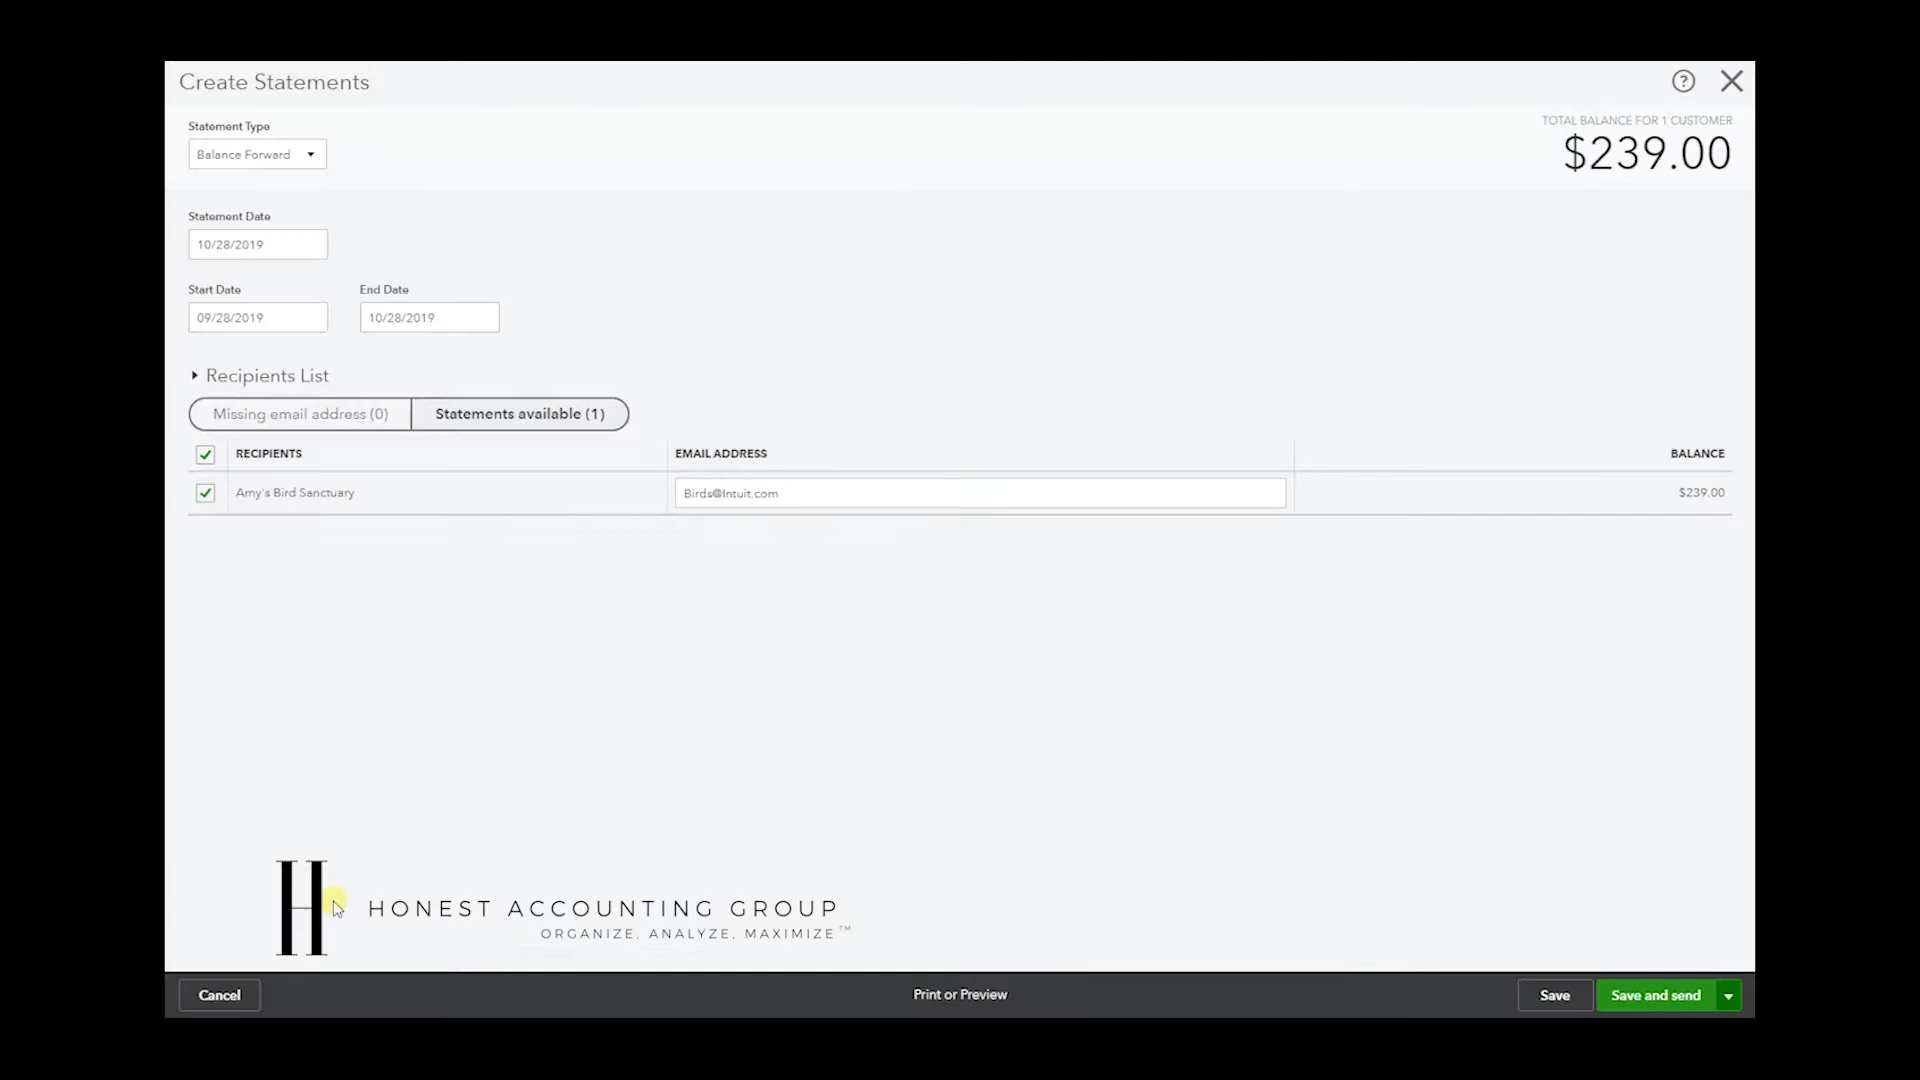 Create Statements
?
Statement Type
Balance Forward
TOTAL BALANCE FOR 1 CUSTOMER
$239.00
Statement Date
10/28/2019
Start Date End Date
09/28/2019 10/28/2019
Recipients List
Missing email address (0) Statements available (1)
RECIPIENTS EMAIL ADDRESS BALANCE
Amy's Bird Sanctuary Birds@Intuit.com $239.00
H HONEST ACCOUNTING GROUP
ORGANIZE, ANALYZE, MAXIMIZE™
Cancel Print or Preview Save Save and send